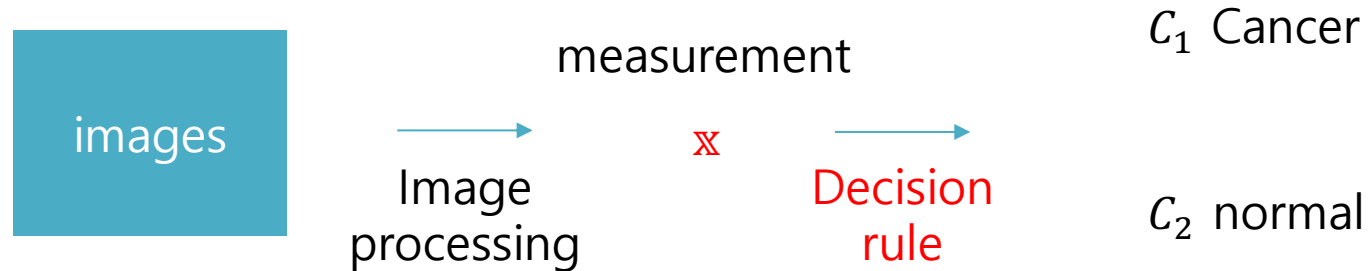 images
Image
processing
measurement
𝕩
Decision
rule
C₁ Cancer
C₂ normal